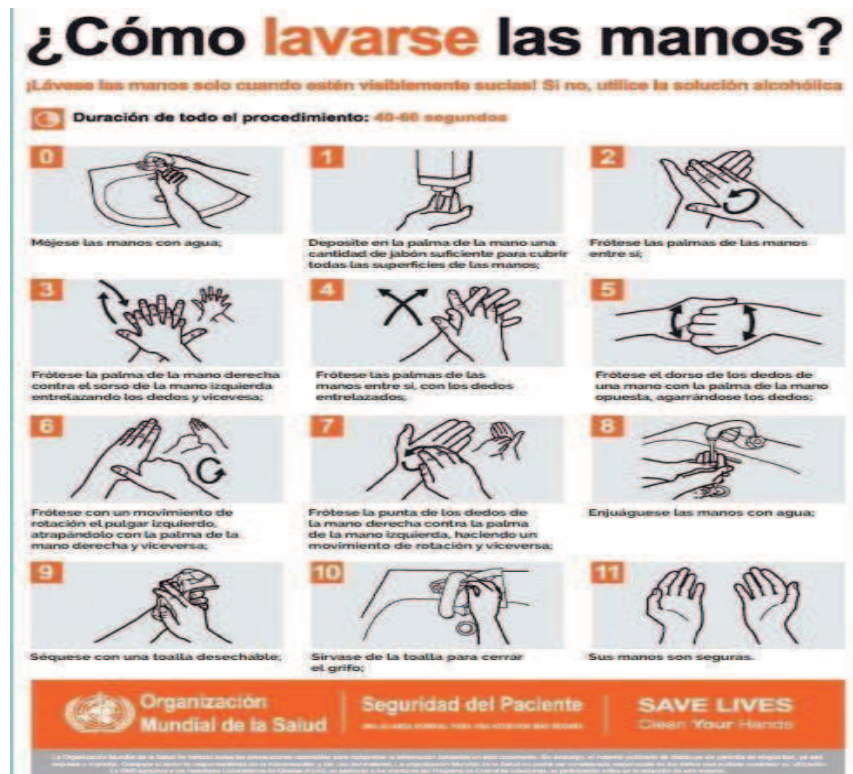 ¿Cómo lavarse las manos?
¡Lávese las manos solo cuando estén visiblemente sucias! Si no, utilice la solución alcohólica
Duración de todo el procedimiento: 40-60 segundos
0
Mójese las manos con agua;
1
Deposite en la palma de la mano una
cantidad de jabón suficiente para cubrir
todas las superficies de las manos;
2
Frótese las palmas de las manos
entre sí;
3
Frótese la palma de la mano derecha
contra el sorso de la mano izquierda
entrelazando los dedos y vicevesa;
4
Frótese las palmas de las
manos entre sí, con los dedos
entrelazados;
5
Frótese el dorso de los dedos de
una mano con la palma de la mano
opuesta, agarrándose los dedos;
6
Frótese con un movimiento de
rotación el pulgar izquierdo,
atrapándolo con la palma de la
mano derecha y viceversa;
7
Frótese la punta de los dedos de
la mano derecha contra la palma
de la mano izquierda, haciendo un
movimiento de rotación y viceversa;
8
Enjuáguese las manos con agua;
9
Séquese con una toalla desechable;
10
Sírvase de la toalla para cerrar
el grifo;
11
Sus manos son seguras.
Organización
Mundial de la Salud
Seguridad del Paciente
UNA ALIANZA MUNDIAL PARA UNA ATENCIÓN MÁS SEGURA
SAVE LIVES
Clean Your Hands